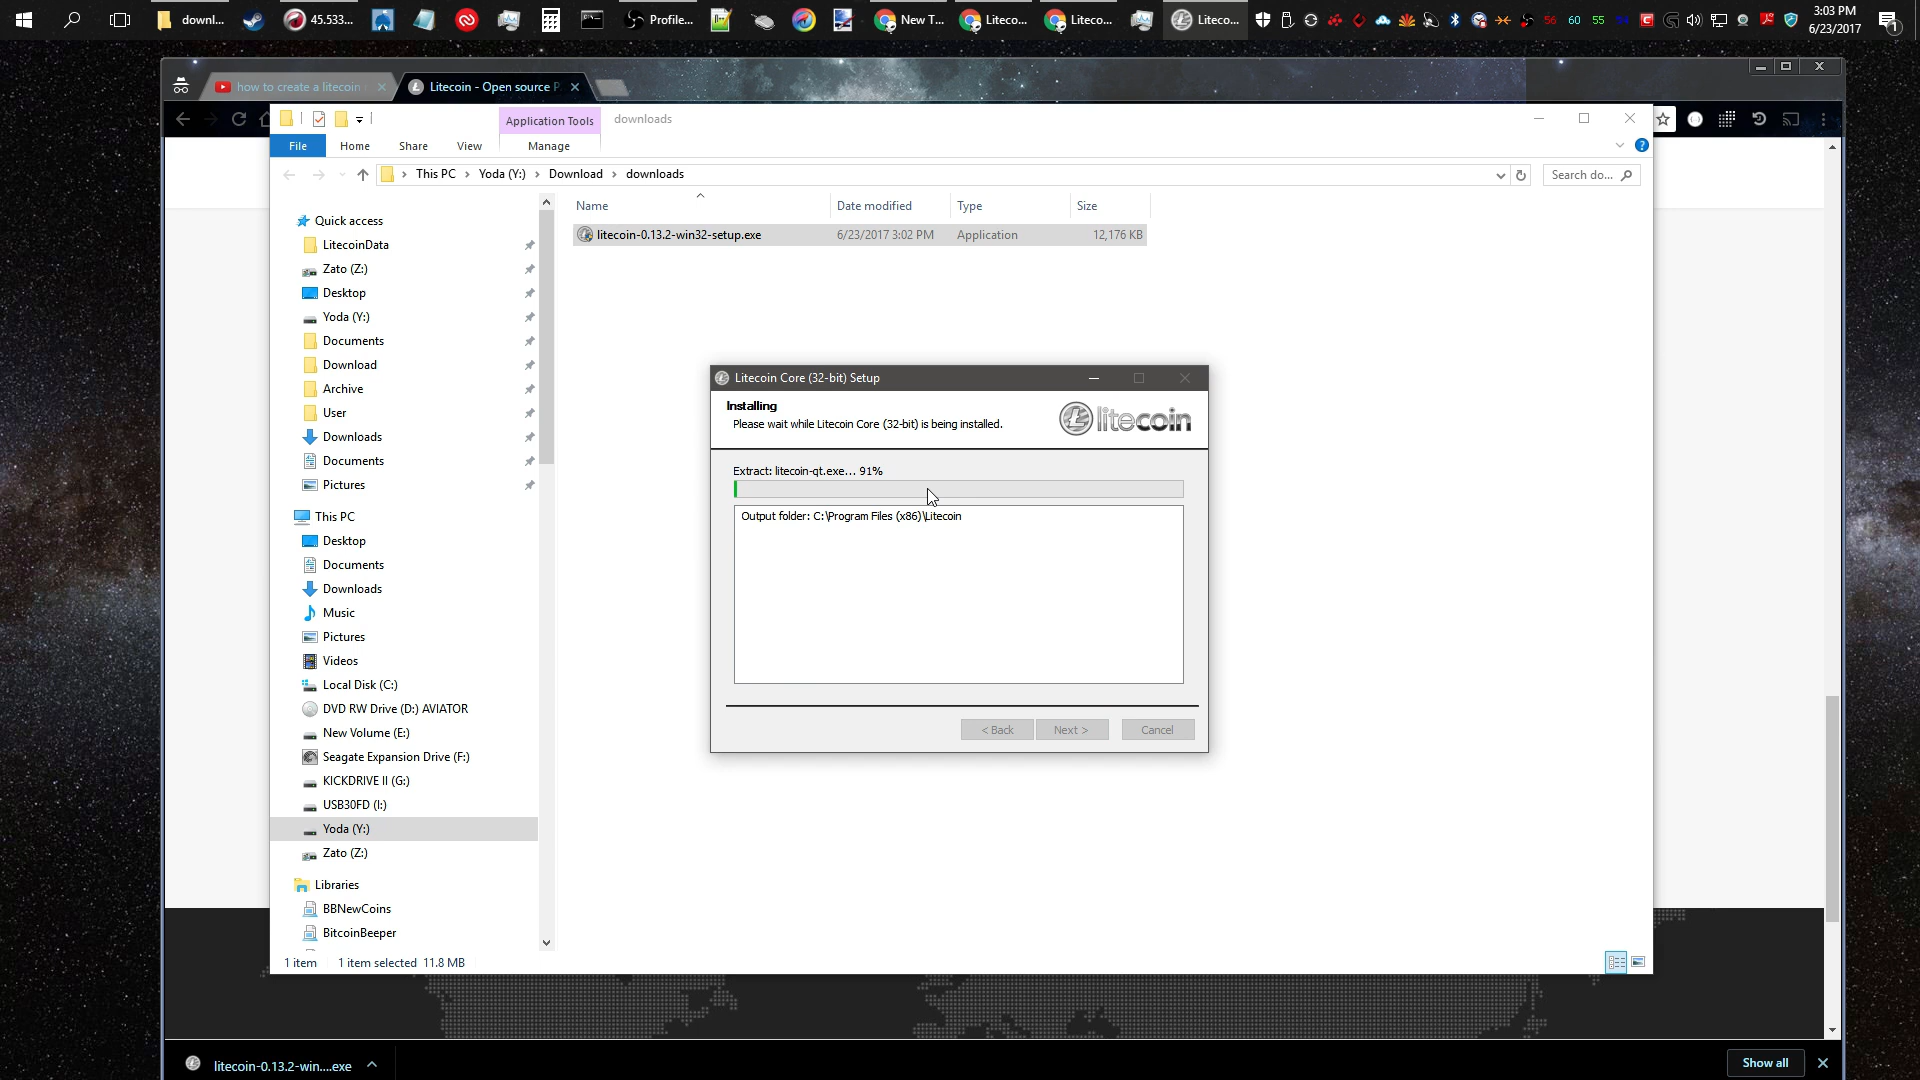 downl...
45.533...
Profile...
New T...
Liteco...
Liteco...
Liteco...
56
60
55
3:03 PM
6/23/2017
1
how to create a litecoin
Litecoin - Open source P
Application Tools
downloads
File
Home
Share
View
Manage
This PC > Yoda (Y:) > Download > downloads
Search do...
Name
Date modified
Type
Size
litecoin-0.13.2-win32-setup.exe
6/23/2017 3:02 PM
Application
12,176 KB
Quick access
LitecoinData
Zato (Z:)
Desktop
Yoda (Y:)
Documents
Download
Archive
User
Downloads
Documents
Pictures
This PC
Desktop
Documents
Downloads
Music
Pictures
Videos
Local Disk (C:)
DVD RW Drive (D:) AVIATOR
New Volume (E:)
Seagate Expansion Drive (F:)
KICKDRIVE II (G:)
USB30FD (I:)
Yoda (Y:)
Zato (Z:)
Libraries
BBNewCoins
BitcoinBeeper
Litecoin Core (32-bit) Setup
Installing
Please wait while Litecoin Core (32-bit) is being installed.
litecoin
Extract: litecoin-qt.exe... 91%
Output folder: C:\Program Files (x86)\Litecoin
< Back
Next >
Cancel
1 item
1 item selected 11.8 MB
litecoin-0.13.2-win....exe
Show all